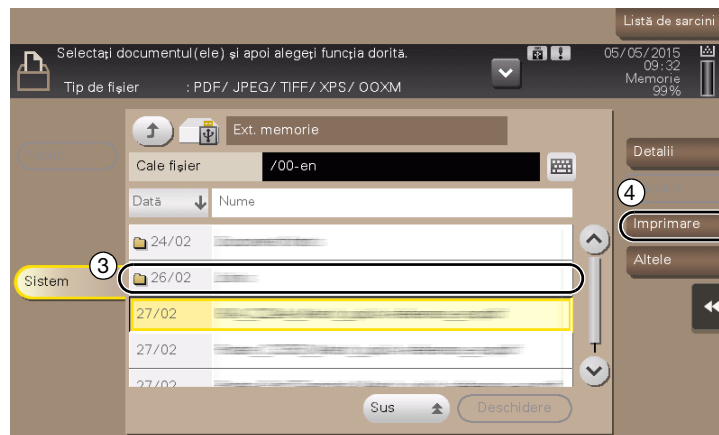 Listă de sarcini
Selectați documentul(ele) și apoi alegeți funcția dorită.
05/05/2015
09:32
Tip de fișier : PDF/ JPEG/ TIFF/ XPS/ OOXM
Memorie
99%
Ext. memorie
Cale fișier /00-en
Detalii
Dată Nume
4
Imprimare
24/02
Altele
3
Sistem
26/02
27/02
27/02
27/02
Sus Deschidere